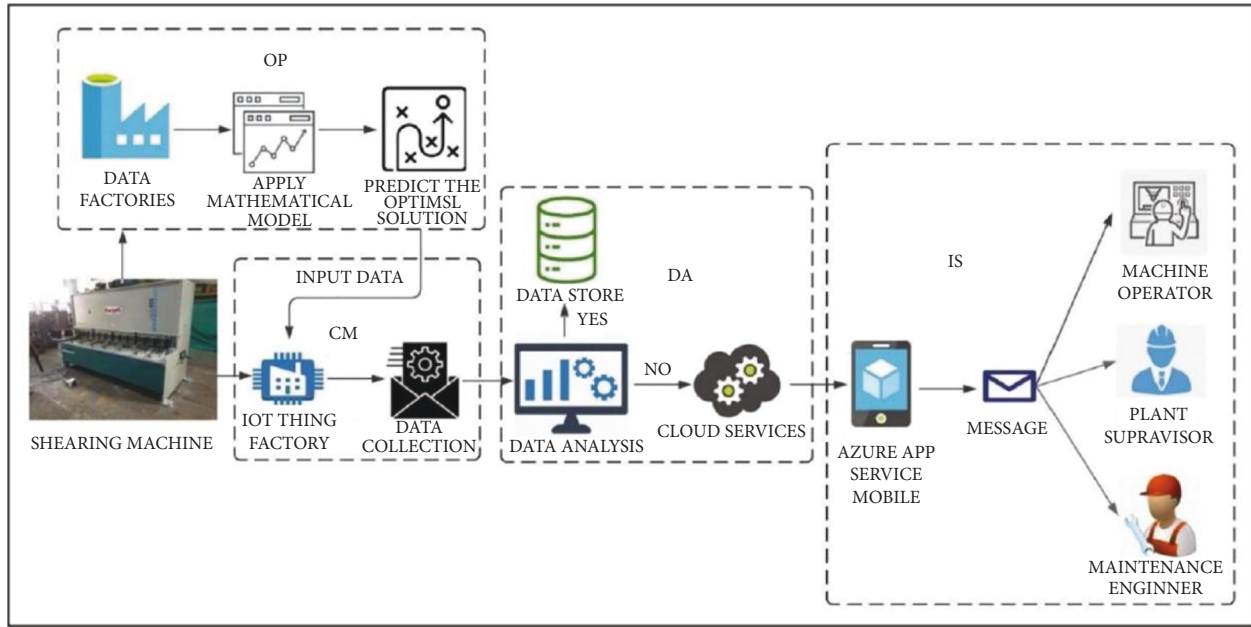 OP
DATA
FACTORIES
APPLY
MATHEMATICAL
MODEL
PREDICT THE
OPTIMSL
SOLUTION
SHEARING MACHINE
INPUT DATA
CM
IOT THING
FACTORY
DATA
COLLECTION
DA
DATA STORE
YES
DATA ANALYSIS
NO
CLOUD SERVICES
IS
AZURE APP
SERVICE
MOBILE
MESSAGE
MACHINE
OPERATOR
PLANT
SUPRAVISOR
MAINTENANCE
ENGINNER